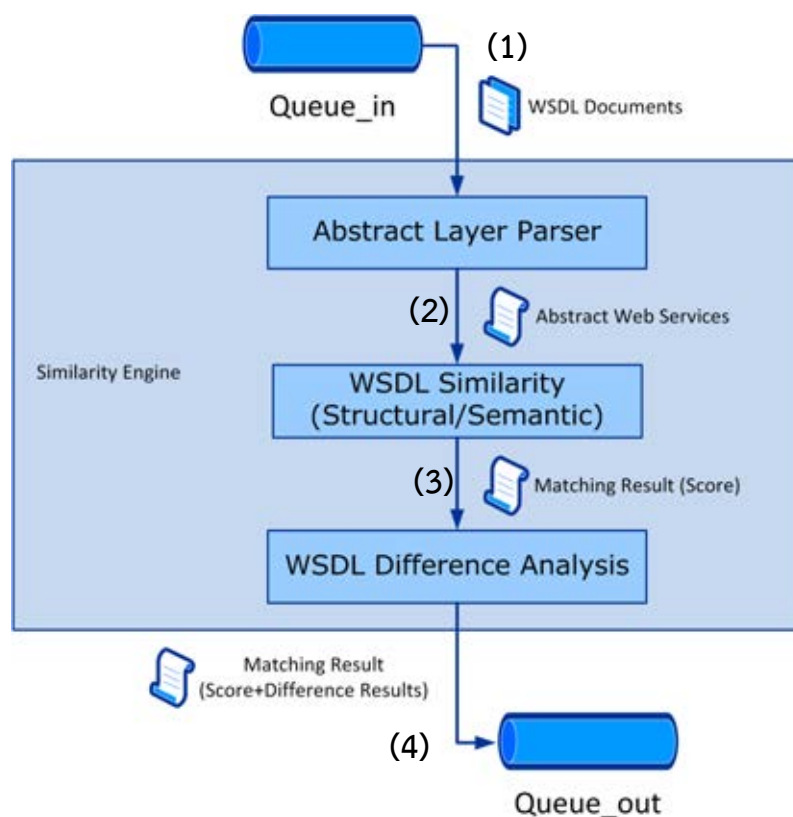 (1)
Queue_in
WSDL Documents
Abstract Layer Parser
(2)
Abstract Web Services
Similarity Engine
WSDL Similarity
(Structural/Semantic)
(3)
Matching Result (Score)
WSDL Difference Analysis
Matching Result
(Score+Difference Results)
(4)
Queue_out